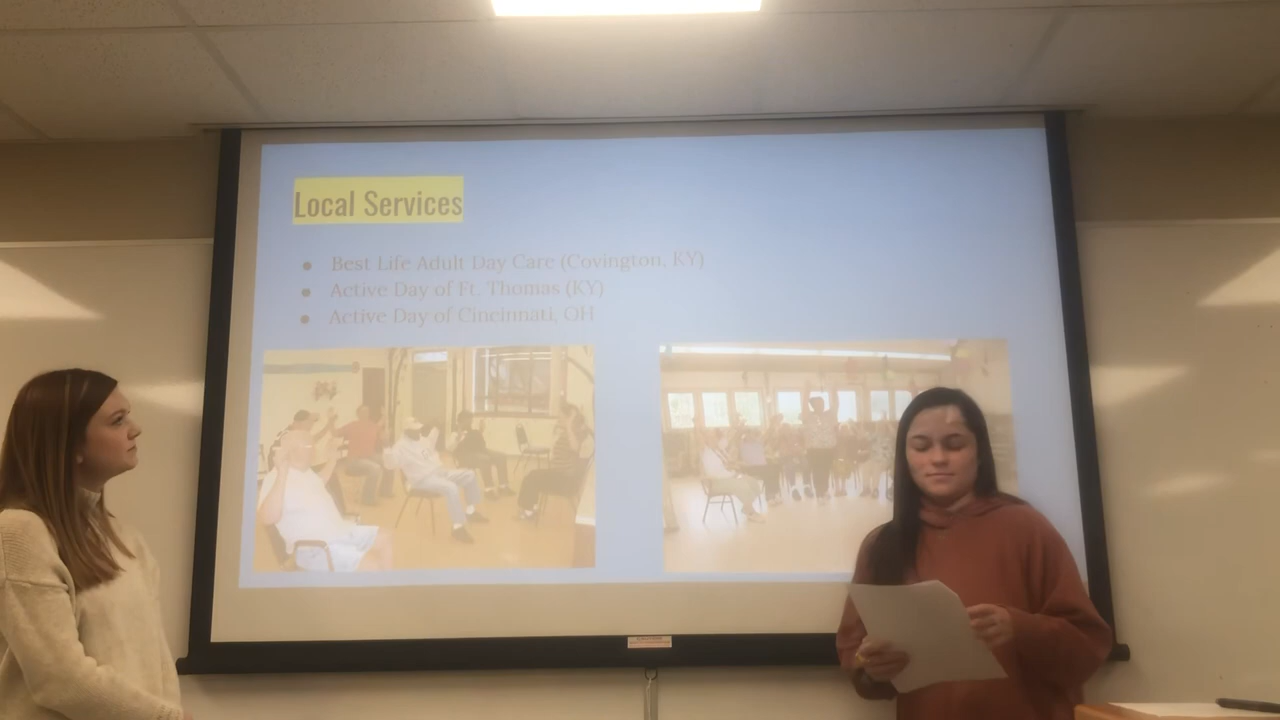 Local Services
● Best Life Adult Day Care (Covington, KY)
● Active Day of Ft. Thomas (KY)
● Active Day of Cincinnati, OH